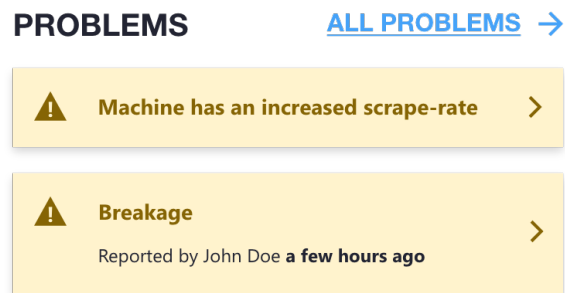 PROBLEMS
ALL PROBLEMS
Machine has an increased scrape-rate
Breakage
Reported by John Doe a few hours ago